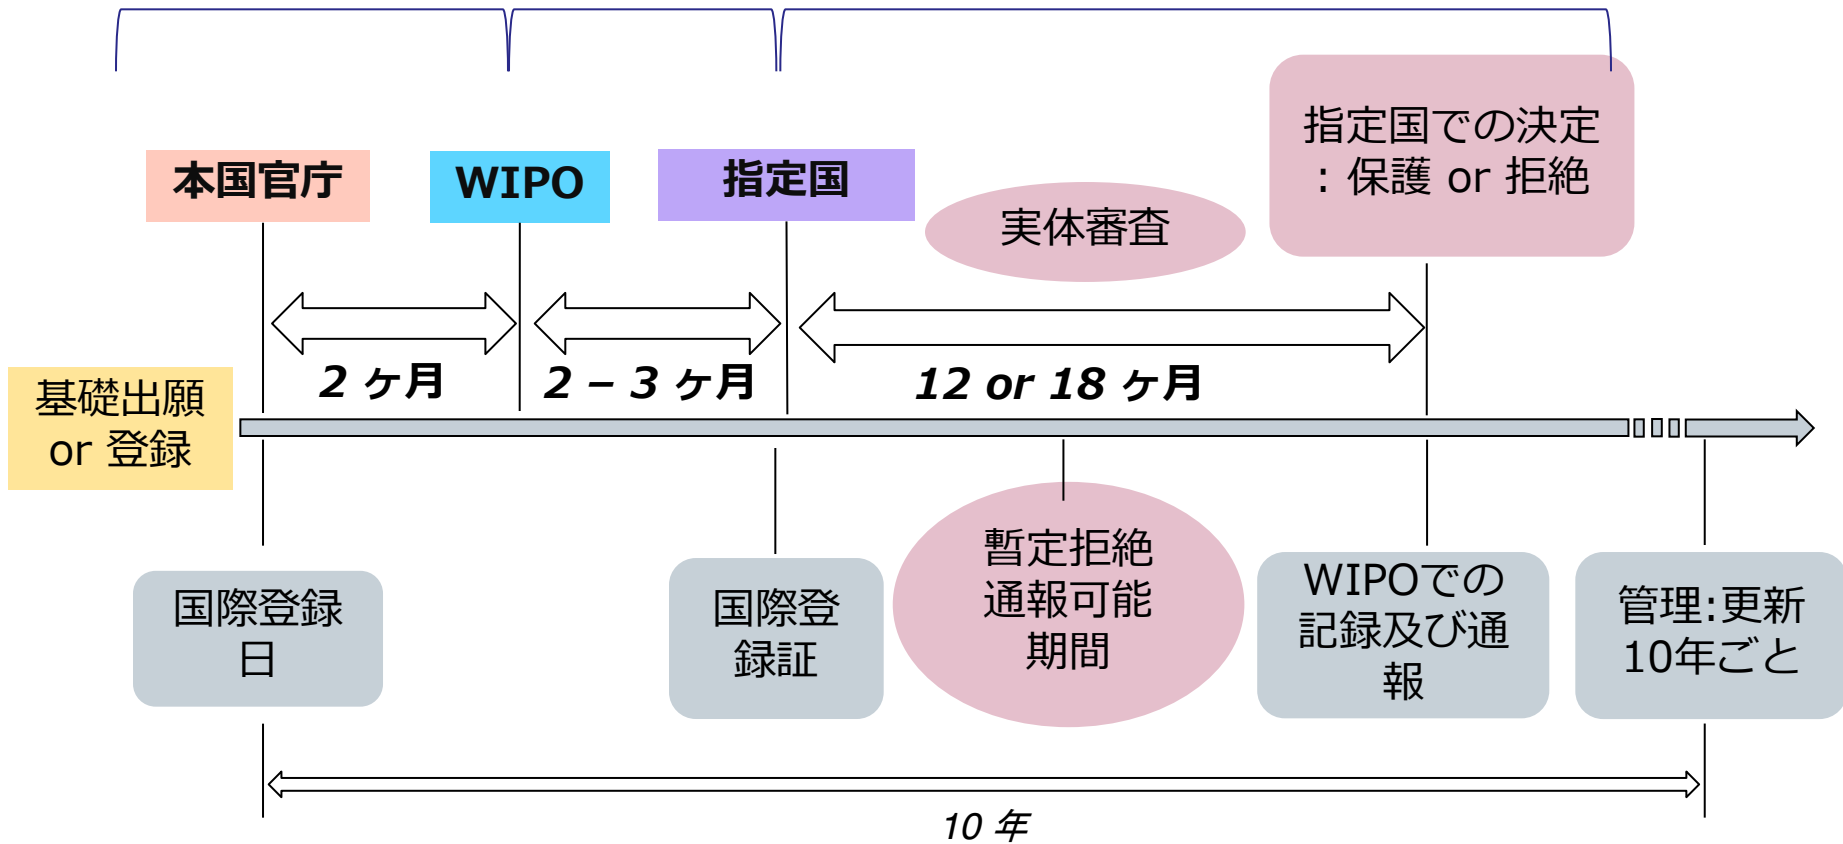 本国官庁
WIPO
指定国
実体審査
指定国での決定
: 保護 or 拒絶
2 ヶ月
2 – 3 ヶ月
12 or 18 ヶ月
基礎出願
or 登録
国際登録
日
国際登
録証
暫定拒絶
通報可能
期間
WIPOでの
記録及び通
報
管理:更新
10年ごと
10 年